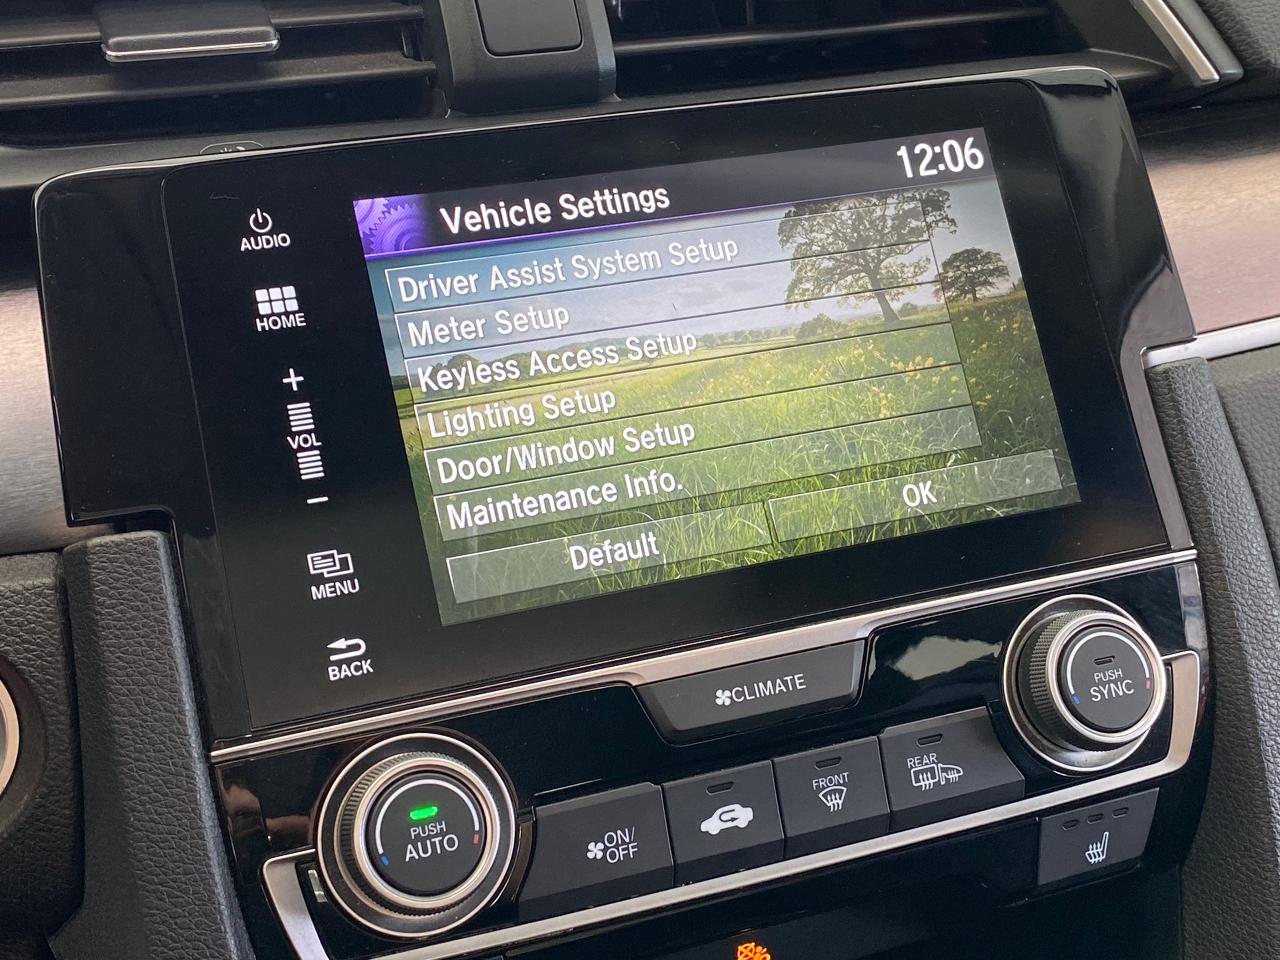 12:06
Vehicle Settings
Driver Assist System Setup
Meter Setup
Keyless Access Setup
Lighting Setup
Door/Window Setup
Maintenance Info.
Default
OK
AUDIO
HOME
+
VOL
-
MENU
BACK
CLIMATE
PUSH
AUTO
ON/
OFF
FRONT
REAR
PUSH
SYNC